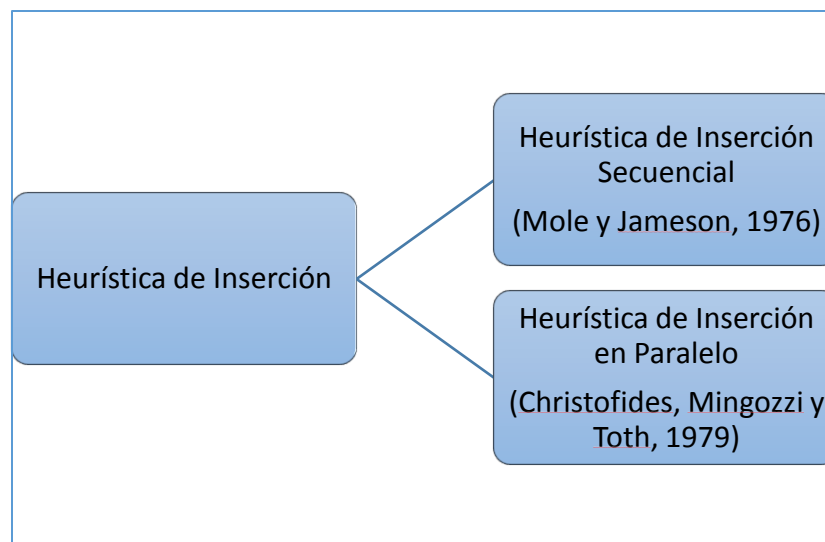 Heurística de Inserción
Heurística de Inserción
Secuencial
(Mole y Jameson, 1976)
Heurística de Inserción
en Paralelo
(Christofides, Mingozzi y
Toth, 1979)